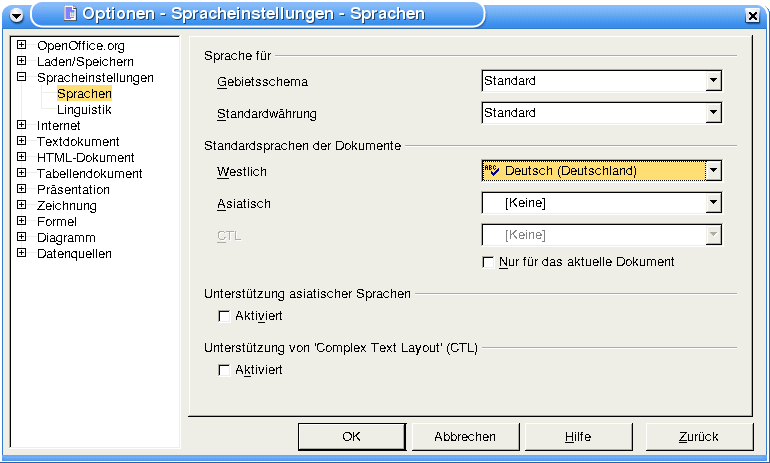 Optionen - Spracheinstellungen - Sprachen
OpenOffice.org
Laden/Speichern
Spracheinstellungen
Sprachen
Linguistik
Internet
Textdokument
HTML-Dokument
Tabellendokument
Präsentation
Zeichnung
Formel
Diagramm
Datenquellen
Sprache für
Gebietsschema Standard
Standardwährung Standard
Standardsprachen der Dokumente
Westlich ABC Deutsch (Deutschland)
Asiatisch [Keine]
CTL [Keine]
Nur für das aktuelle Dokument
Unterstützung asiatischer Sprachen
Aktiviert
Unterstützung von 'Complex Text Layout' (CTL)
Aktiviert
OK Abbrechen Hilfe Zurück